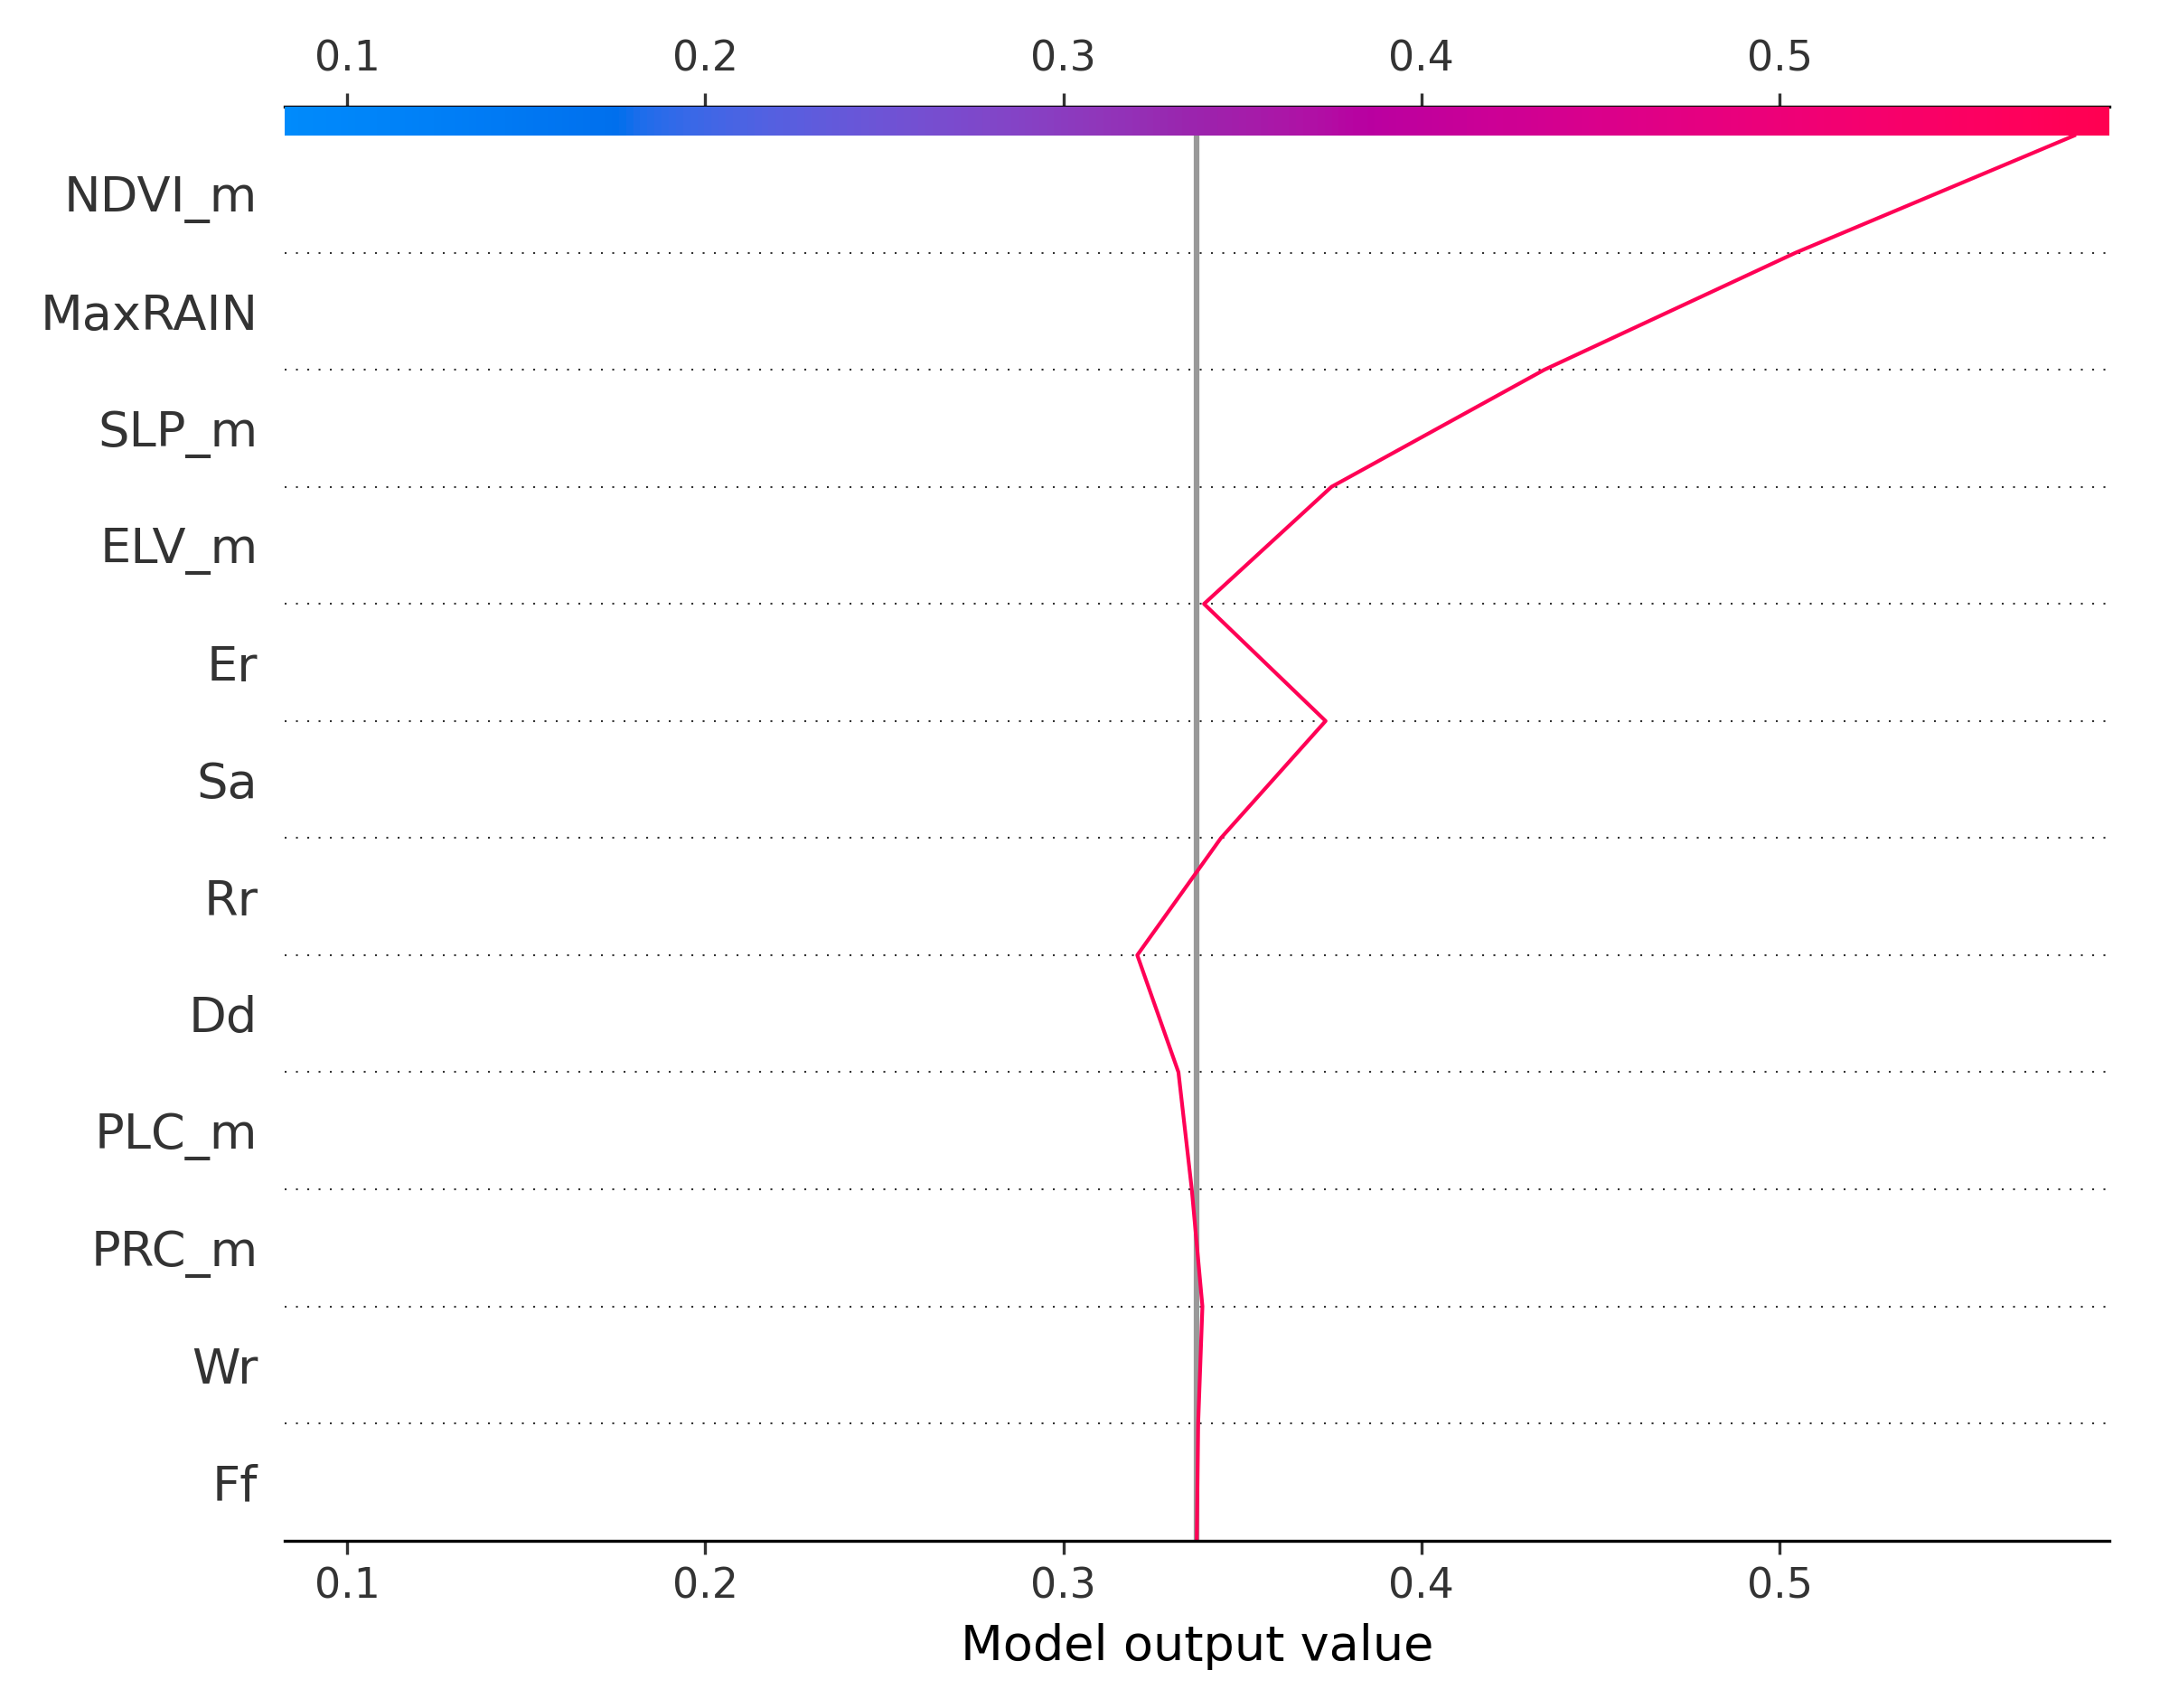 0.1 0.2 0.3 0.4 0.5
NDVI_m
MaxRAIN
SLP_m
ELV_m
Er
Sa
Rr
Dd
PLC_m
PRC_m
Wr
Ff
0.1 0.2 0.3 0.4 0.5
Model output value